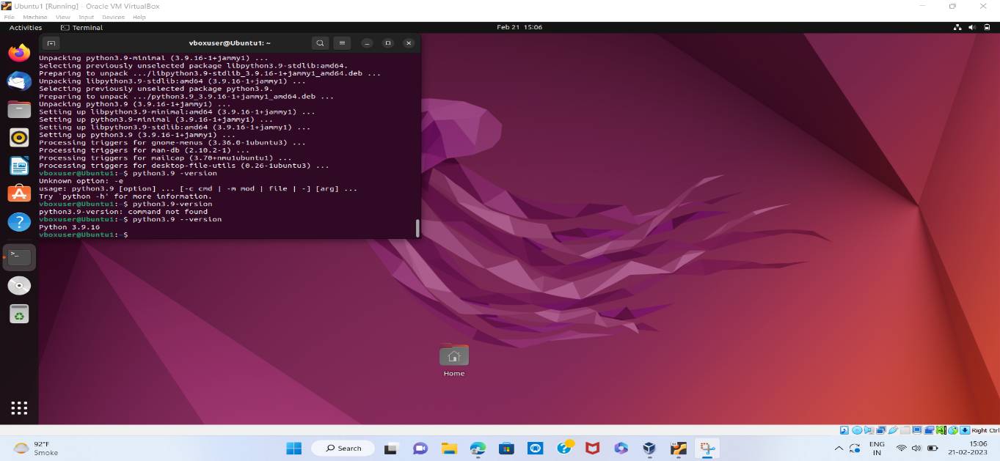 Ubuntu1 [Running] - Oracle VM VirtualBox
File Machine View Input Devices Help
Activities Terminal Feb 21 15:06
vboxuser@Ubuntu1: ~
Unpacking python3.9-minimal (3.9.16-1+jammy1) ...
Selecting previously unselected package libpython3.9-stdlib:amd64.
Preparing to unpack .../libpython3.9-stdlib_3.9.16-1+jammy1_amd64.deb ...
Unpacking libpython3.9-stdlib:amd64 (3.9.16-1+jammy1) ...
Selecting previously unselected package python3.9.
Preparing to unpack .../python3.9_3.9.16-1+jammy1_amd64.deb ...
Unpacking python3.9 (3.9.16-1+jammy1) ...
Setting up libpython3.9-minimal:amd64 (3.9.16-1+jammy1) ...
Setting up python3.9-minimal (3.9.16-1+jammy1) ...
Setting up libpython3.9-stdlib:amd64 (3.9.16-1+jammy1) ...
Setting up python3.9 (3.9.16-1+jammy1) ...
Processing triggers for gnome-menus (3.36.0-1ubuntu3) ...
Processing triggers for man-db (2.10.2-1) ...
Processing triggers for mailcap (3.70+nmu1ubuntu1) ...
Processing triggers for desktop-file-utils (0.26-1ubuntu3) ...
vboxuser@Ubuntu1:~$ python3.9 -version
Unknown option: -e
usage: python3.9 [option] ... [-c cmd | -m mod | file | -] [arg] ...
Try `python -h' for more information.
vboxuser@Ubuntu1:~$ python3.9-version
python3.9-version: command not found
vboxuser@Ubuntu1:~$ python3.9 --version
Python 3.9.16
vboxuser@Ubuntu1:~$
Home
Right Ctrl
92°F
Smoke
Search
ENG
IN
15:06
21-02-2023